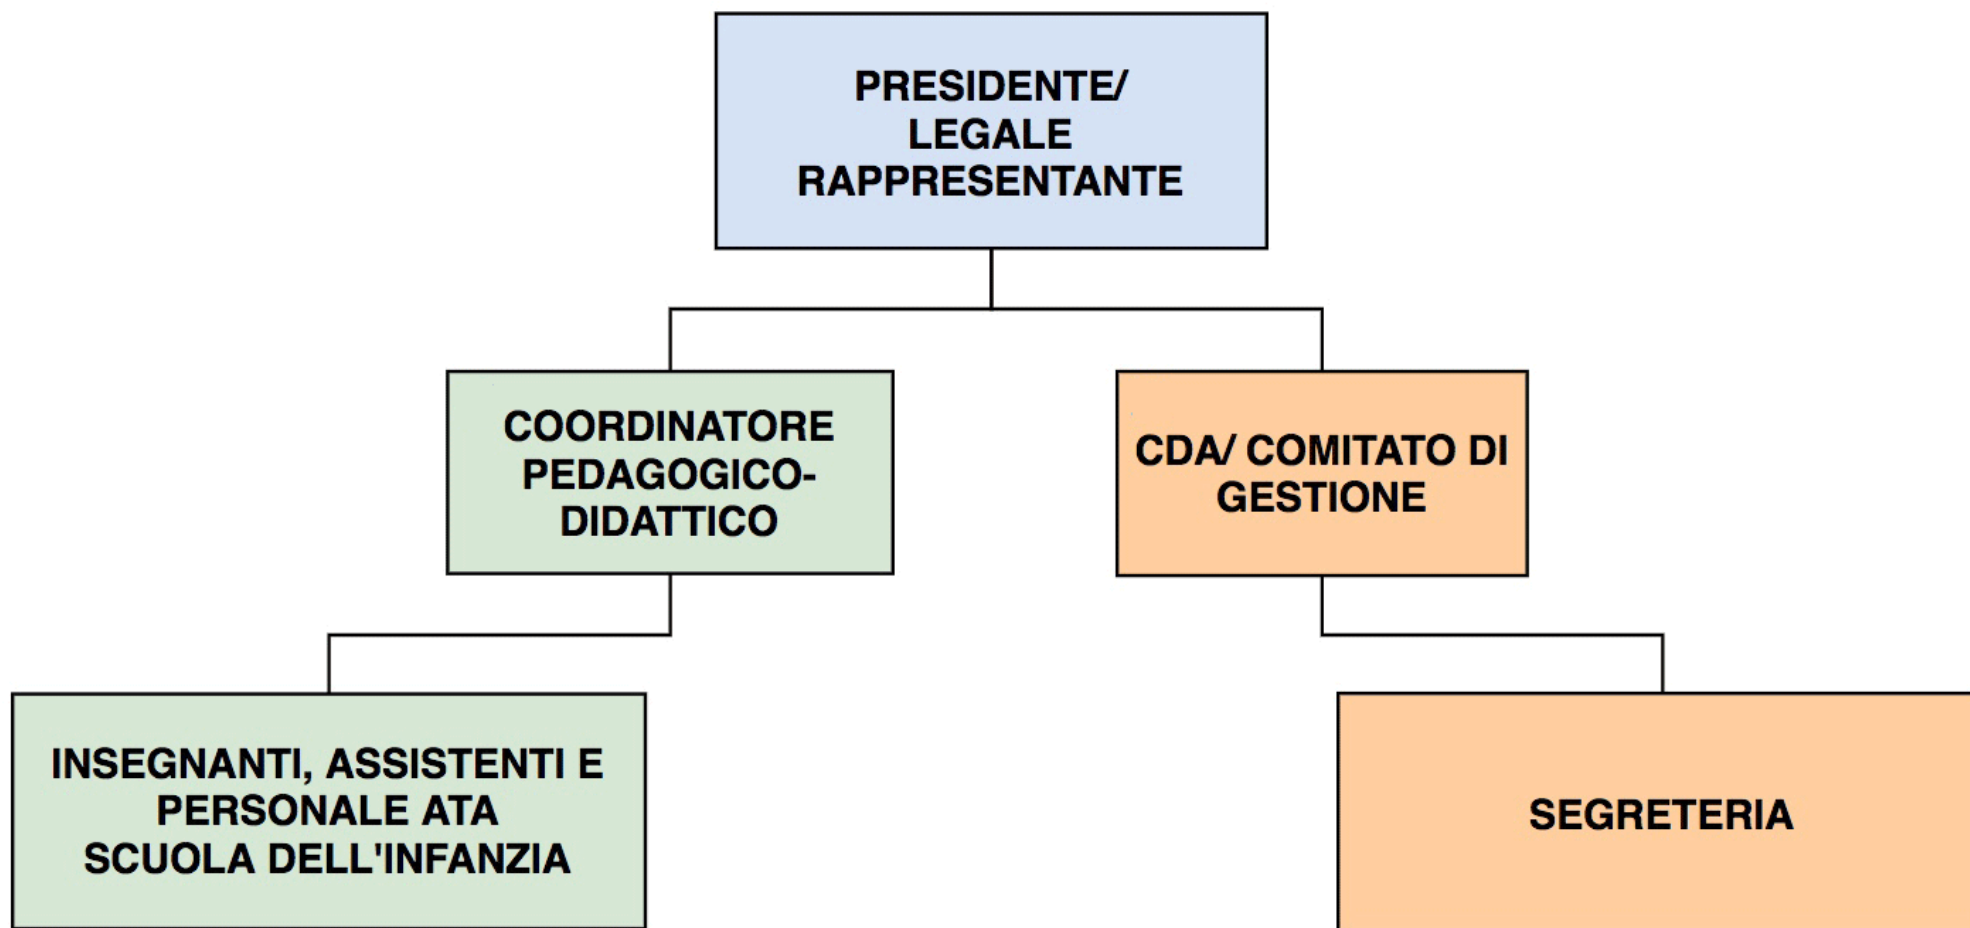 PRESIDENTE/
LEGALE
RAPPRESENTANTE
COORDINATORE
PEDAGOGICO-
DIDATTICO
CDA/ COMITATO DI
GESTIONE
INSEGNANTI, ASSISTENTI E
PERSONALE ATA
SCUOLA DELL'INFANZIA
SEGRETERIA